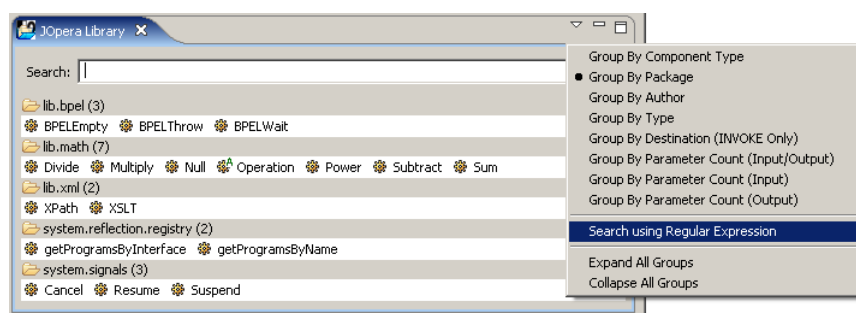 JOpera Library
Search:
lib.bpel (3)
BPELEmpty BPELThrow BPELWait
lib.math (7)
Divide Multiply Null Operation Power Subtract Sum
lib.xml (2)
XPath XSLT
system.reflection.registry (2)
getProgramsByInterface getProgramsByName
system.signals (3)
Cancel Resume Suspend
Group By Component Type
Group By Package
Group By Author
Group By Type
Group By Destination (INVOKE Only)
Group By Parameter Count (Input/Output)
Group By Parameter Count (Input)
Group By Parameter Count (Output)
Search using Regular Expression
Expand All Groups
Collapse All Groups